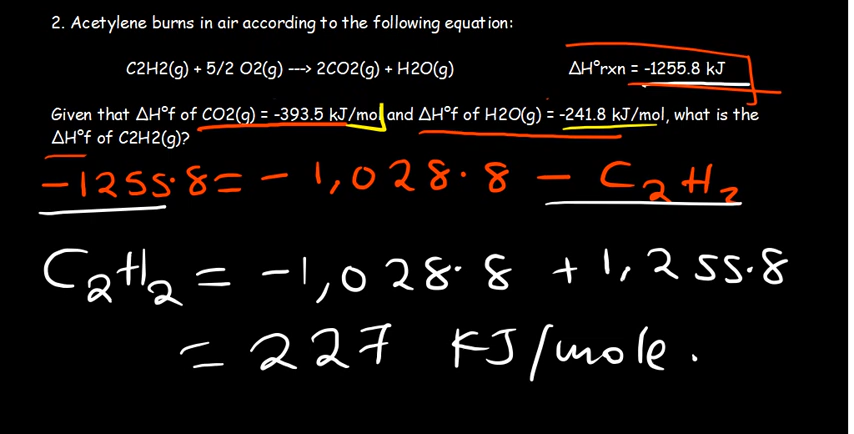 2. Acetylene burns in air according to the following equation:
C2H2(g) + 5/2 O2(g) ---> 2CO2(g) + H2O(g) ΔH°rxn = -1255.8 kJ
Given that ΔH°f of CO2(g) = -393.5 kJ/mol and ΔH°f of H2O(g) = -241.8 kJ/mol, what is the
ΔH°f of C2H2(g)?
-1255.8 = -1,028.8 - C2H2
C2H2 = -1,028.8 + 1,255.8
= 227 KJ/mole.